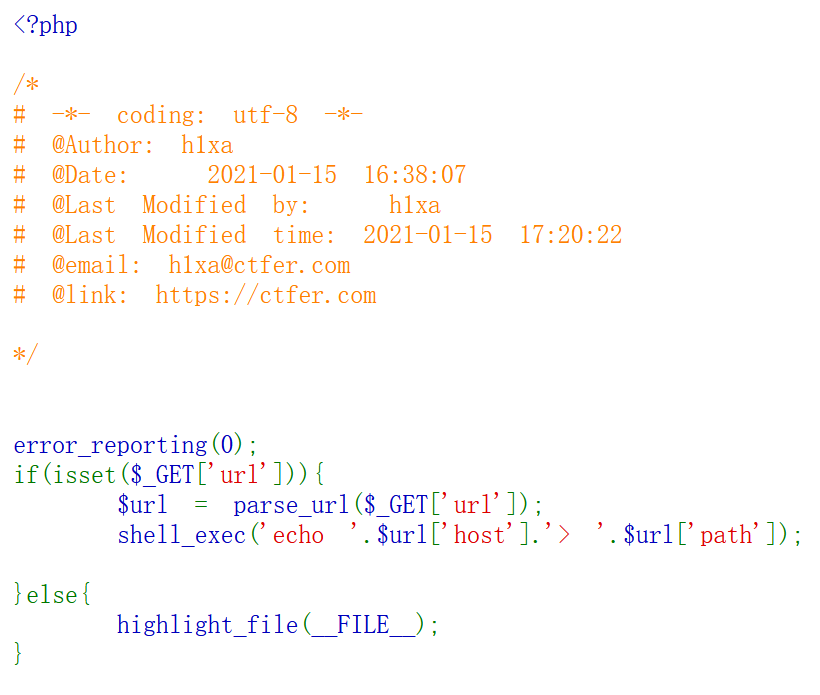 <?php
/*
# -*- coding: utf-8 -*-
# @Author: h1xa
# @Date: 2021-01-15 16:38:07
# @Last Modified by: h1xa
# @Last Modified time: 2021-01-15 17:20:22
# @email: h1xa@ctfer.com
# @link: https://ctfer.com
*/
error_reporting(0);
if(isset($_GET['url'])){
$url = parse_url($_GET['url']);
shell_exec('echo '.$url['host'].'> '.$url['path']);
}else{
highlight_file(__FILE__);
}